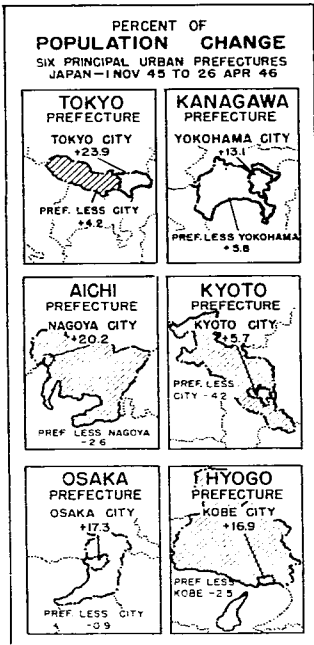 PERCENT OF
POPULATION CHANGE
SIX PRINCIPAL URBAN PREFECTURES
JAPAN—1 NOV 45 TO 26 APR 46
TOKYO
PREFECTURE
TOKYO CITY
+23.9
PREF. LESS CITY
+4.2
KANAGAWA
PREFECTURE
YOKOHAMA CITY
+13.1
PREF. LESS YOKOHAMA
+5.8
AICHI
PREFECTURE
NAGOYA CITY
+20.2
PREF LESS NAGOYA
-2.6
KYOTO
PREFECTURE
KYOTO CITY
+5.7
PREF. LESS
CITY -4.2
OSAKA
PREFECTURE
OSAKA CITY
+17.3
PREF. LESS CITY
-0.9
HYOGO
PREFECTURE
KOBE CITY
+16.9
PREF LESS
KOBE -2.5